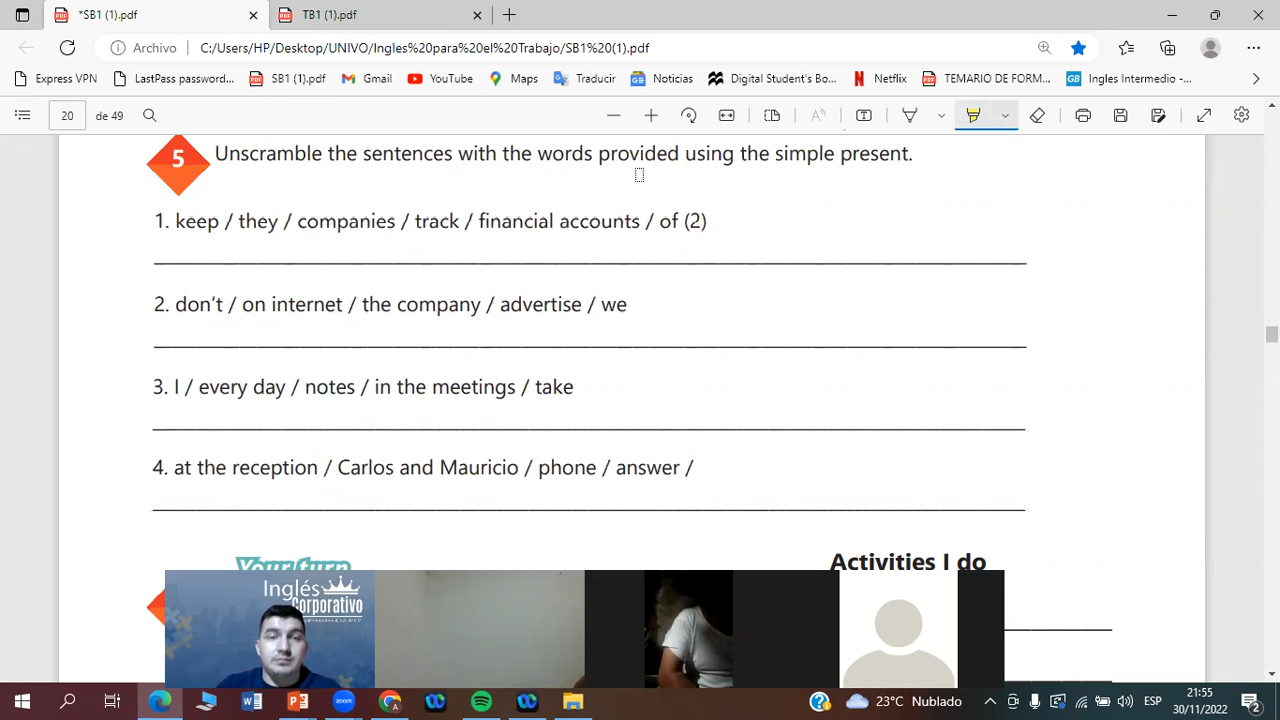 *SB1 (1).pdf
TB1 (1).pdf
Archivo
C:/Users/HP/Desktop/UNIVO/Ingles%20para%20el%20Trabajo/SB1%20(1).pdf
Express VPN
LastPass password...
SB1 (1).pdf
Gmail
YouTube
Maps
Traducir
Noticias
Digital Student's Bo...
Netflix
TEMARIO DE FORM...
Ingles Intermedio -...
20
de 49
5
Unscramble the sentences with the words provided using the simple present.
1. keep / they / companies / track / financial accounts / of (2)
2. don't / on internet / the company / advertise / we
3. I / every day / notes / in the meetings / take
4. at the reception / Carlos and Mauricio / phone / answer /
Your turn
Activities I do
Inglés
Corporativo
23°C Nublado
ESP
21:55
30/11/2022
2